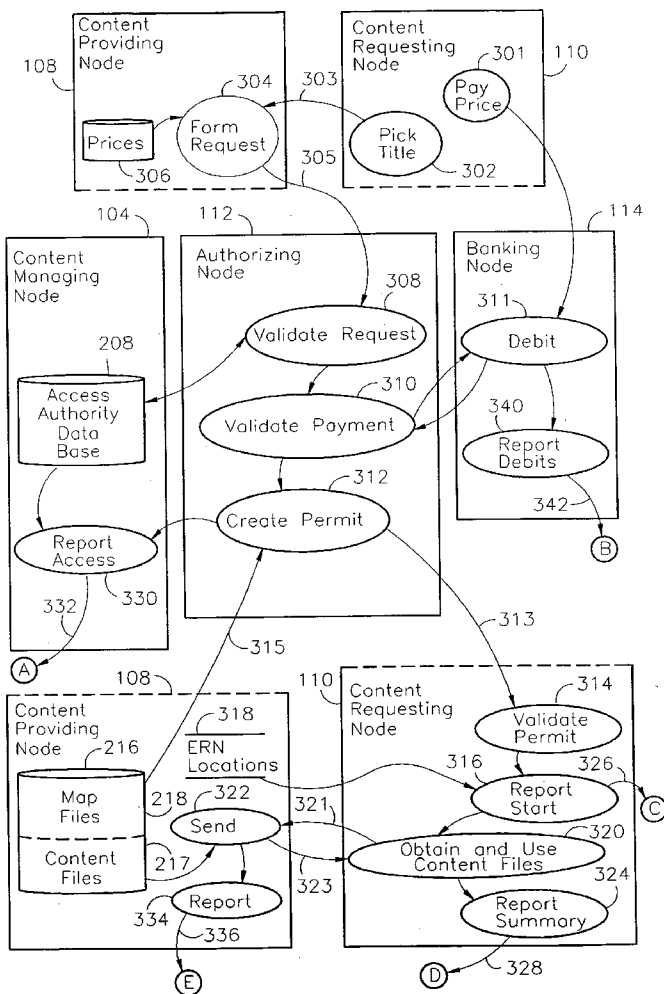 Content
Providing
Node
108
304
Prices
306
Form
Request
303
305
Content
Requesting
Node
301
110
Pay
Price
Pick
Title
302
104
Content
Managing
Node
208
Access
Authority
Data
Base
Report
Access
330
332
A
112
Authorizing
Node
308
Validate Request
310
Validate Payment
312
Create Permit
315
313
114
Banking
Node
311
Debit
340
Report
Debits
342
B
108
Content
Providing
Node
216
318
ERN
Locations
Map
Files
218
322
Send
321
217
Content
Files
323
334
Report
336
E
110
Content
Requesting
Node
314
Validate
Permit
316
326
Report
Start
C
320
Obtain and Use
Content Files
324
Report
Summary
328
D